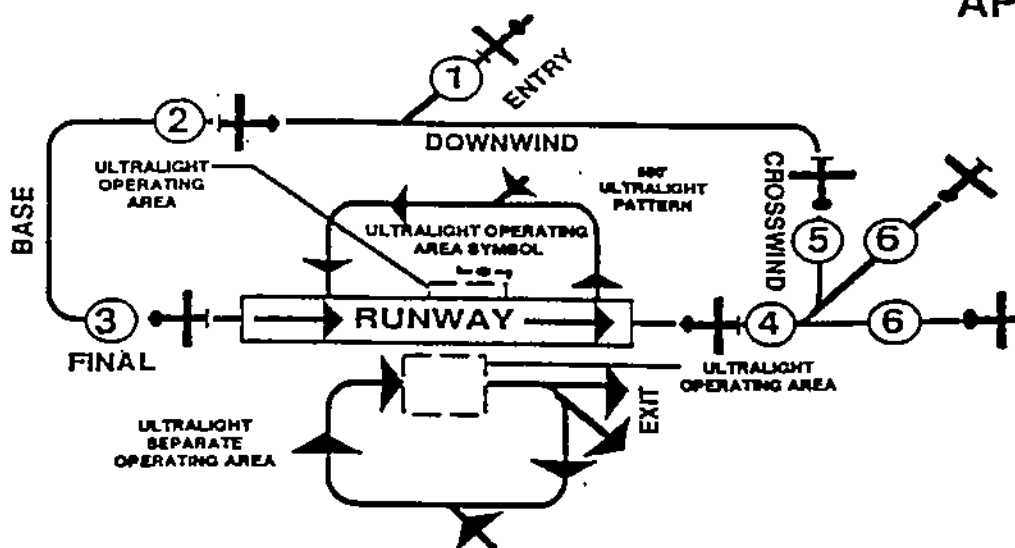 AP
1
ENTRY
2
DOWNWIND
ULTRALIGHT
OPERATING
AREA
ULTRALIGHT
PATTERN
CROSSWIND
BASE
ULTRALIGHT OPERATING
AREA SYMBOL
5
6
3
RUNWAY
4
6
FINAL
ULTRALIGHT
OPERATING AREA
EXIT
ULTRALIGHT
SEPARATE
OPERATING AREA